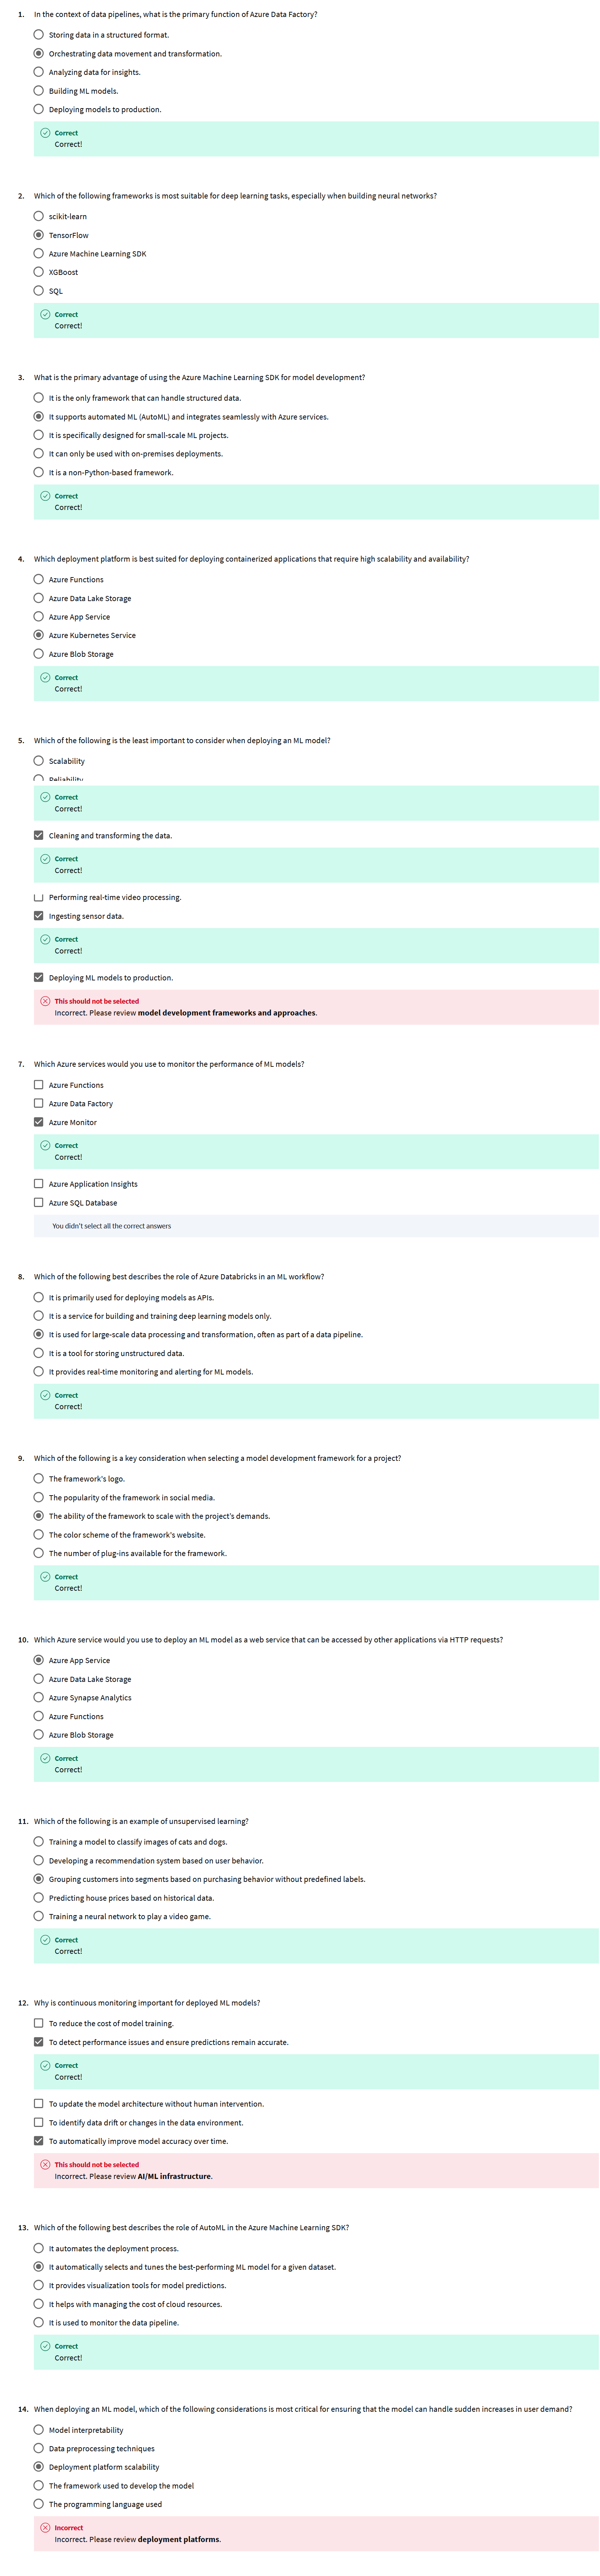 1. In the context of data pipelines, what is the primary function of Azure Data Factory?
Storing data in a structured format.
Orchestrating data movement and transformation.
Analyzing data for insights.
Building ML models.
Deploying models to production.
Correct
Correct!
2. Which of the following frameworks is most suitable for deep learning tasks, especially when building neural networks?
scikit-learn
TensorFlow
Azure Machine Learning SDK
XGBoost
SQL
Correct
Correct!
3. What is the primary advantage of using the Azure Machine Learning SDK for model development?
It is the only framework that can handle structured data.
It supports automated ML (AutoML) and integrates seamlessly with Azure services.
It is specifically designed for small-scale ML projects.
It can only be used with on-premises deployments.
It is a non-Python-based framework.
Correct
Correct!
4. Which deployment platform is best suited for deploying containerized applications that require high scalability and availability?
Azure Functions
Azure Data Lake Storage
Azure App Service
Azure Kubernetes Service
Azure Blob Storage
Correct
Correct!
5. Which of the following is the least important to consider when deploying an ML model?
Scalability
Reliability
Correct
Correct!
Cleaning and transforming the data.
Correct
Correct!
Performing real-time video processing.
Ingesting sensor data.
Correct
Correct!
Deploying ML models to production.
This should not be selected
Incorrect. Please review model development frameworks and approaches.
7. Which Azure services would you use to monitor the performance of ML models?
Azure Functions
Azure Data Factory
Azure Monitor
Correct
Correct!
Azure Application Insights
Azure SQL Database
You didn't select all the correct answers
8. Which of the following best describes the role of Azure Databricks in an ML workflow?
It is primarily used for deploying models as APIs.
It is a service for building and training deep learning models only.
It is used for large-scale data processing and transformation, often as part of a data pipeline.
It is a tool for storing unstructured data.
It provides real-time monitoring and alerting for ML models.
Correct
Correct!
9. Which of the following is a key consideration when selecting a model development framework for a project?
The framework's logo.
The popularity of the framework in social media.
The ability of the framework to scale with the project's demands.
The color scheme of the framework's website.
The number of plug-ins available for the framework.
Correct
Correct!
10. Which Azure service would you use to deploy an ML model as a web service that can be accessed by other applications via HTTP requests?
Azure App Service
Azure Data Lake Storage
Azure Synapse Analytics
Azure Functions
Azure Blob Storage
Correct
Correct!
11. Which of the following is an example of unsupervised learning?
Training a model to classify images of cats and dogs.
Developing a recommendation system based on user behavior.
Grouping customers into segments based on purchasing behavior without predefined labels.
Predicting house prices based on historical data.
Training a neural network to play a video game.
Correct
Correct!
12. Why is continuous monitoring important for deployed ML models?
To reduce the cost of model training.
To detect performance issues and ensure predictions remain accurate.
Correct
Correct!
To update the model architecture without human intervention.
To identify data drift or changes in the data environment.
To automatically improve model accuracy over time.
This should not be selected
Incorrect. Please review AI/ML infrastructure.
13. Which of the following best describes the role of AutoML in the Azure Machine Learning SDK?
It automates the deployment process.
It automatically selects and tunes the best-performing ML model for a given dataset.
It provides visualization tools for model predictions.
It helps with managing the cost of cloud resources.
It is used to monitor the data pipeline.
Correct
Correct!
14. When deploying an ML model, which of the following considerations is most critical for ensuring that the model can handle sudden increases in user demand?
Model interpretability
Data preprocessing techniques
Deployment platform scalability
The framework used to develop the model
The programming language used
Incorrect
Incorrect. Please review deployment platforms.